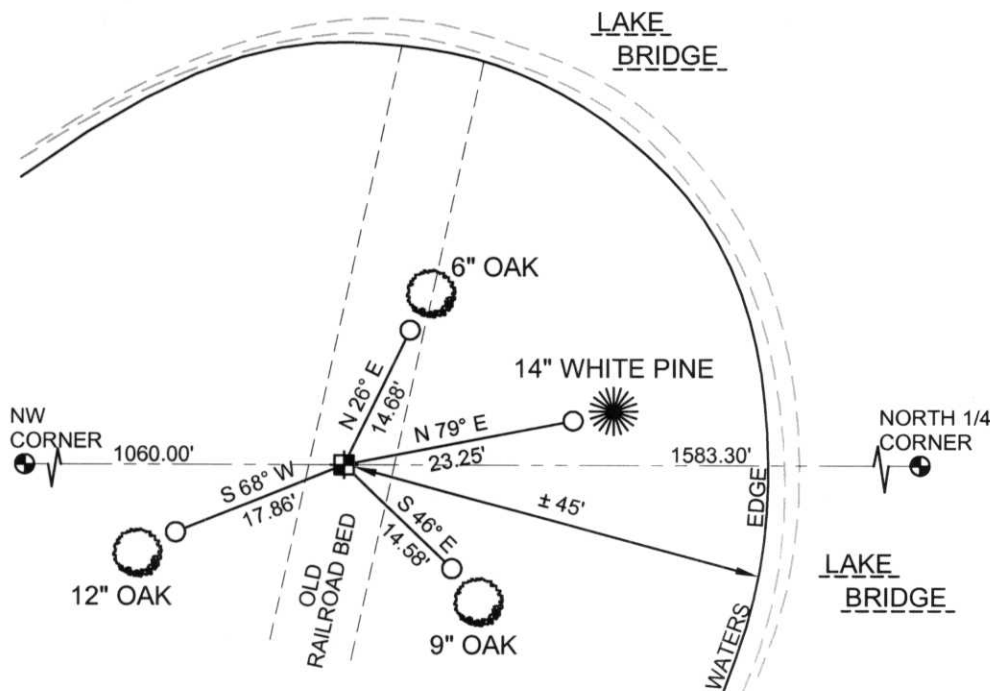 LAKE
BRIDGE
6" OAK
14" WHITE PINE
N 26° E
14.68'
NW
CORNER
1060.00'
N 79° E
23.25'
1583.30'
NORTH 1/4
CORNER
S 68° W
17.86'
± 45'
S 46° E
14.58'
EDGE
12" OAK
OLD
RAILROAD BED
9" OAK
WATERS
LAKE
BRIDGE